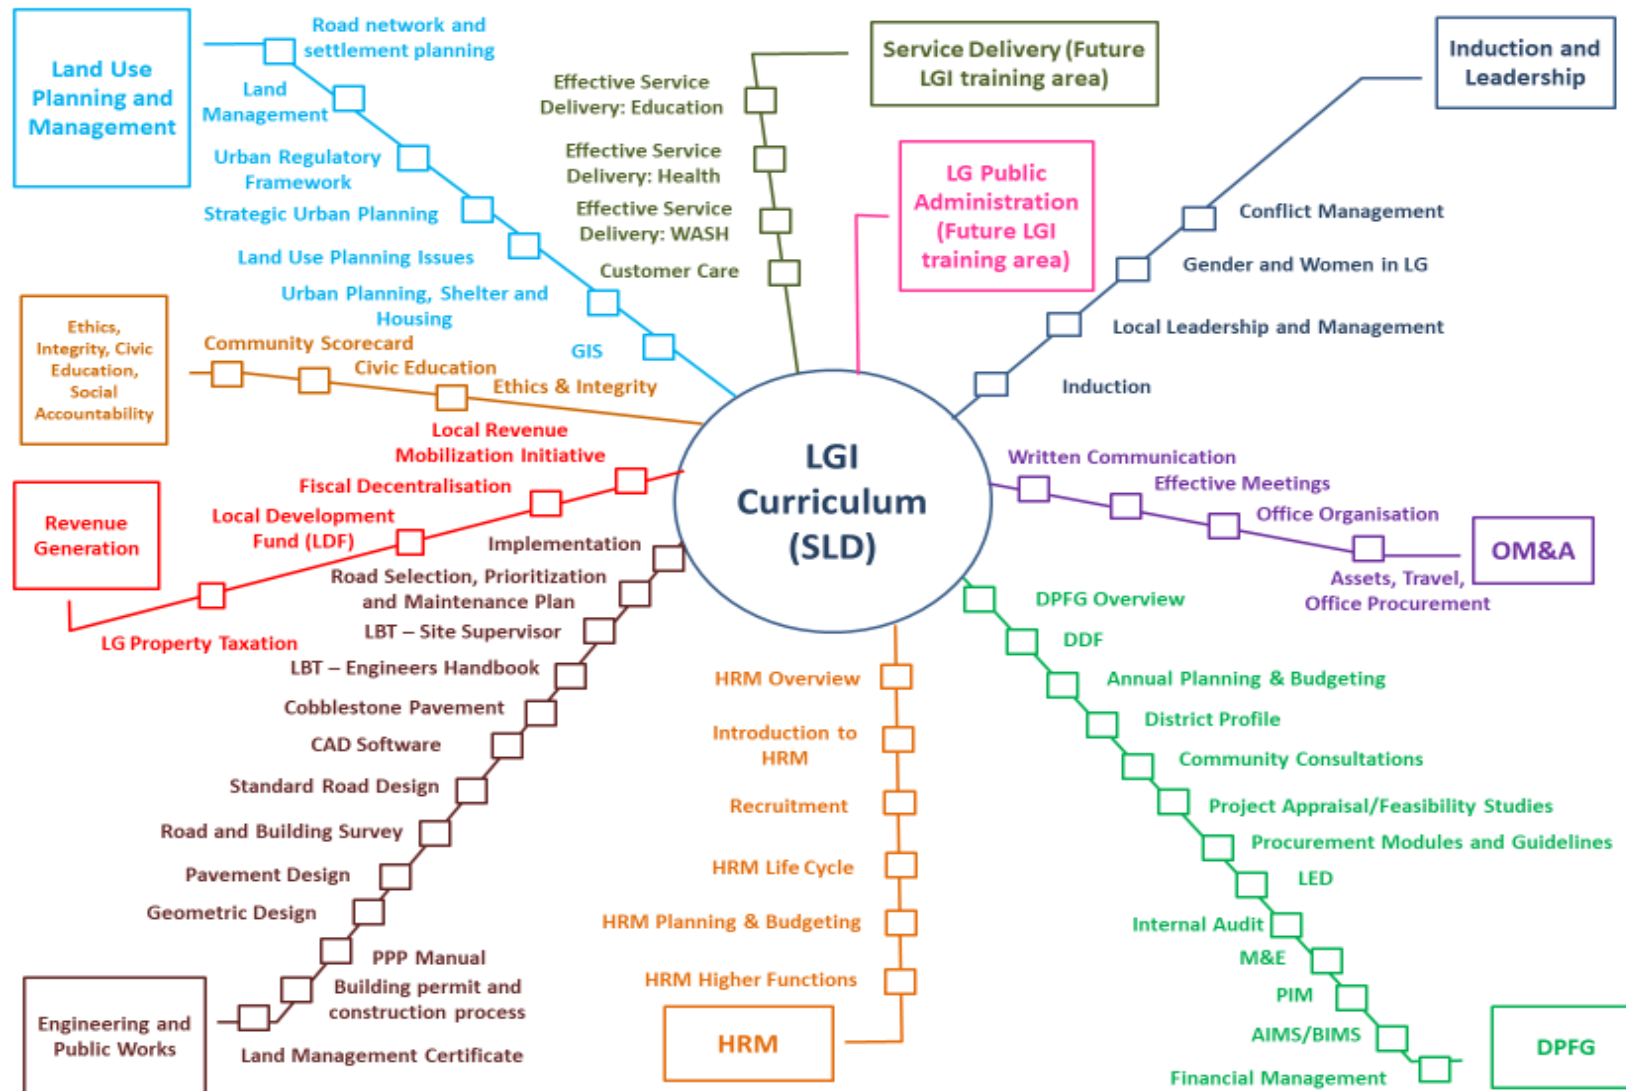 Land Use
Planning and
Management
Road network and
settlement planning
Land
Management
Urban Regulatory
Framework
Strategic Urban Planning
Land Use Planning Issues
Urban Planning, Shelter and
Housing
GIS
Service Delivery (Future
LGI training area)
Effective Service
Delivery: Education
Effective Service
Delivery: Health
Effective Service
Delivery: WASH
Customer Care
LG Public
Administration
(Future LGI
training area)
Induction and
Leadership
Conflict Management
Gender and Women in LG
Local Leadership and Management
Induction
Ethics,
Integrity, Civic
Education,
Social
Accountability
Community Scorecard
Civic Education
Ethics & Integrity
LGI
Curriculum
(SLD)
Written Communication
Effective Meetings
Office Organisation
Assets, Travel,
Office Procurement
OM&A
Revenue
Generation
Local Revenue
Mobilization Initiative
Fiscal Decentralisation
Local Development
Fund (LDF)
LG Property Taxation
Implementation
Road Selection, Prioritization
and Maintenance Plan
LBT – Site Supervisor
LBT – Engineers Handbook
Cobblestone Pavement
CAD Software
Standard Road Design
Road and Building Survey
Pavement Design
Geometric Design
PPP Manual
Building permit and
construction process
Land Management Certificate
Engineering and
Public Works
HRM Overview
Introduction to
HRM
Recruitment
HRM Life Cycle
HRM Planning & Budgeting
HRM Higher Functions
HRM
DPFG Overview
DDF
Annual Planning & Budgeting
District Profile
Community Consultations
Project Appraisal/Feasibility Studies
Procurement Modules and Guidelines
LED
Internal Audit
M&E
PIM
AIMS/BIMS
Financial Management
DPFG